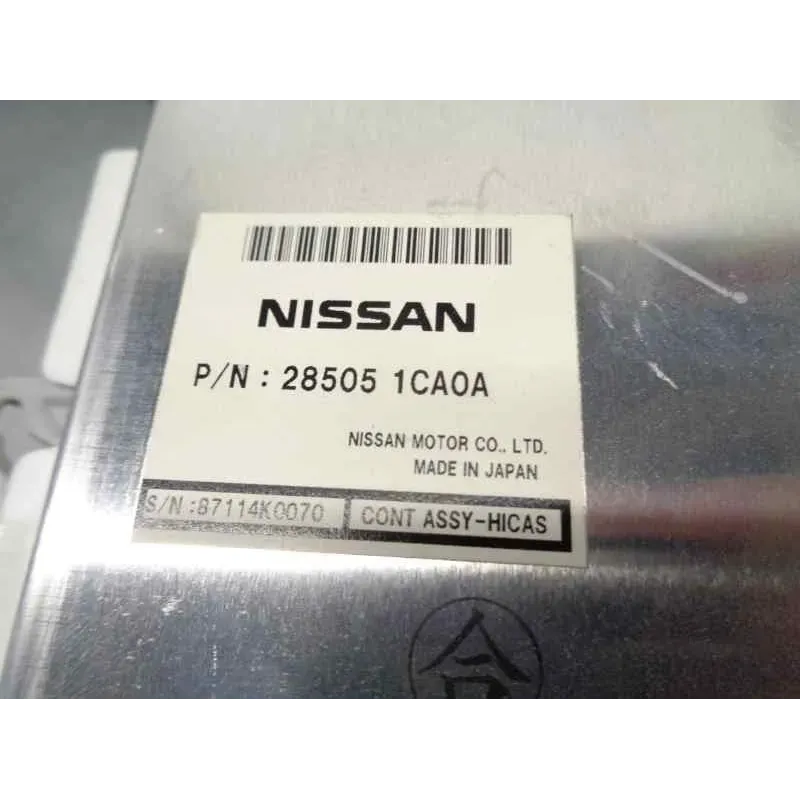 NISSAN
P/N : 28505 1CA0A
NISSAN MOTOR CO., LTD.
MADE IN JAPAN
S/N :87114K0070 CONT ASSY-HICAS
合